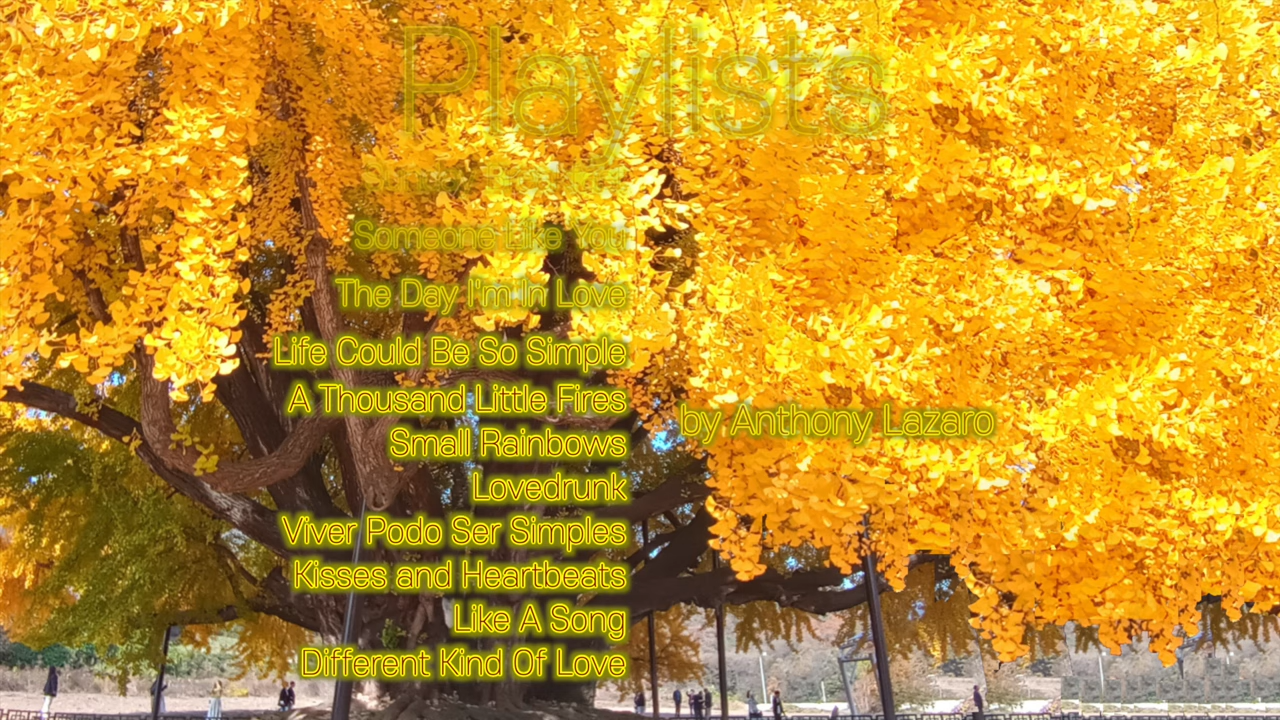 Playlists
Someone Like You
The Day I'm In Love
Life Could Be So Simple
A Thousand Little Fires
by Anthony Lazaro
Small Rainbows
Lovedrunk
Viver Podo Ser Simples
Kisses and Heartbeats
Like A Song
Different Kind Of Love